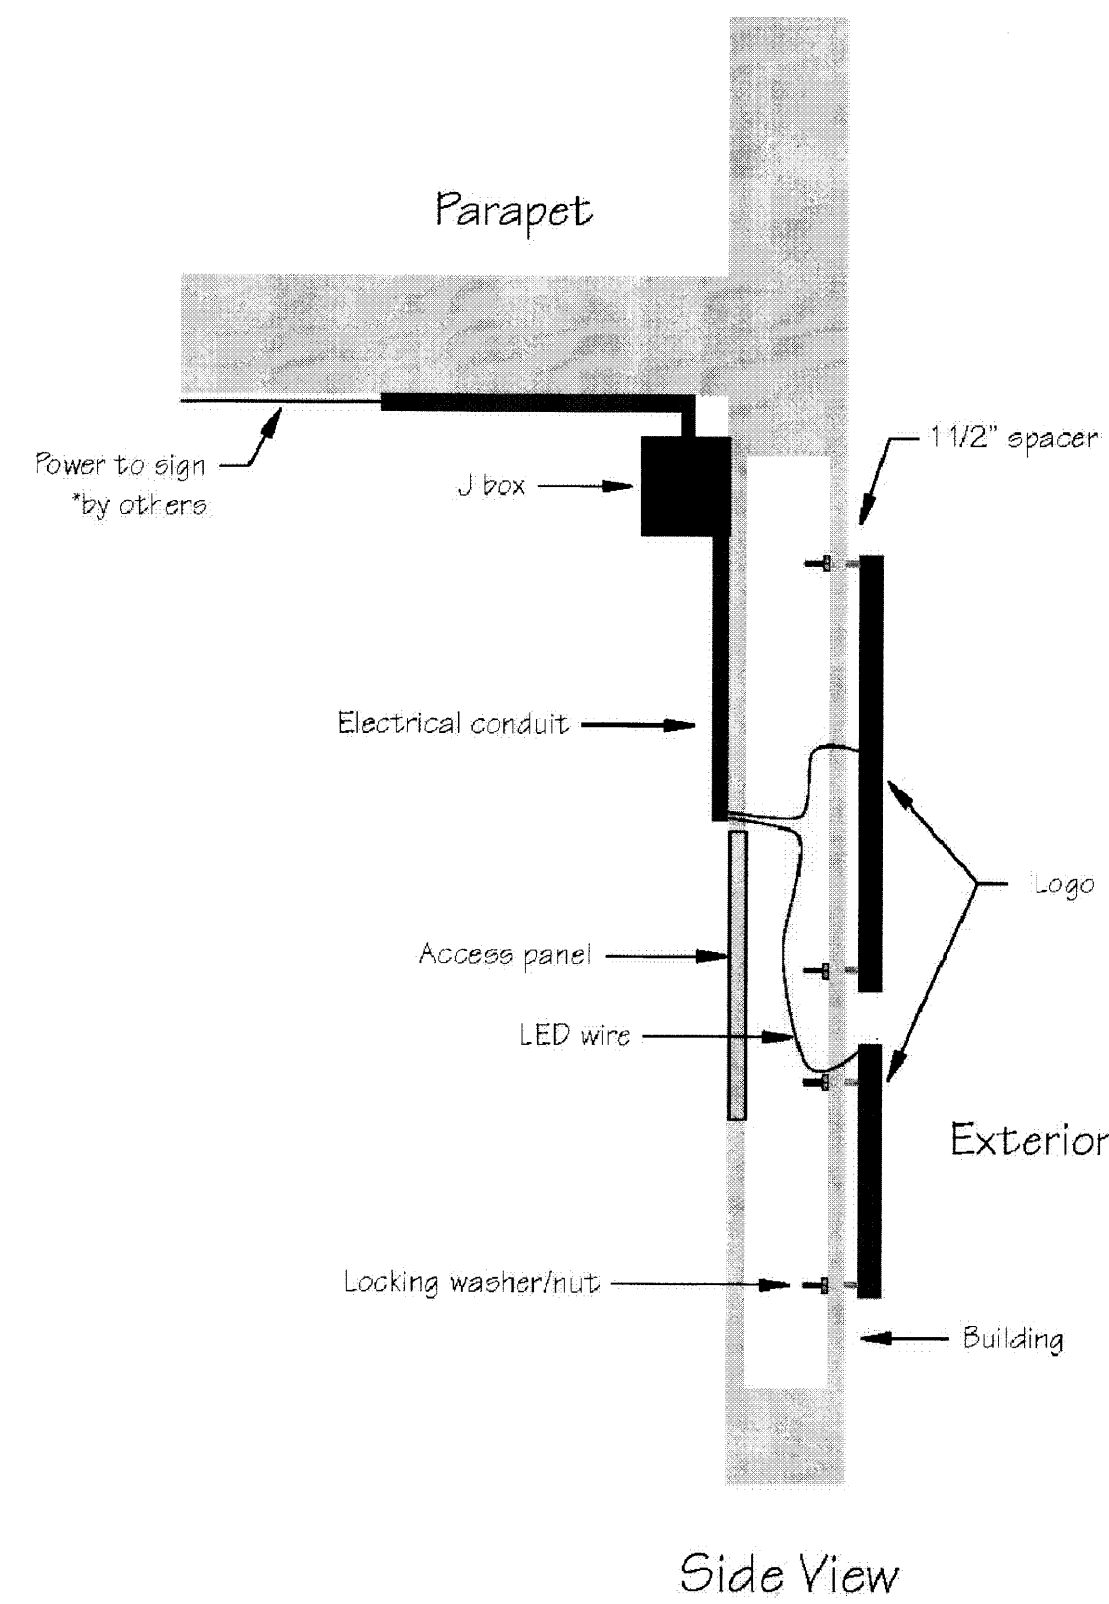 Parapet
1 1/2" spacer
Power to sign
*by others
J box
Electrical conduit
Logo
Access panel
LED wire
Exterior
Locking washer/nut
Building
Side View